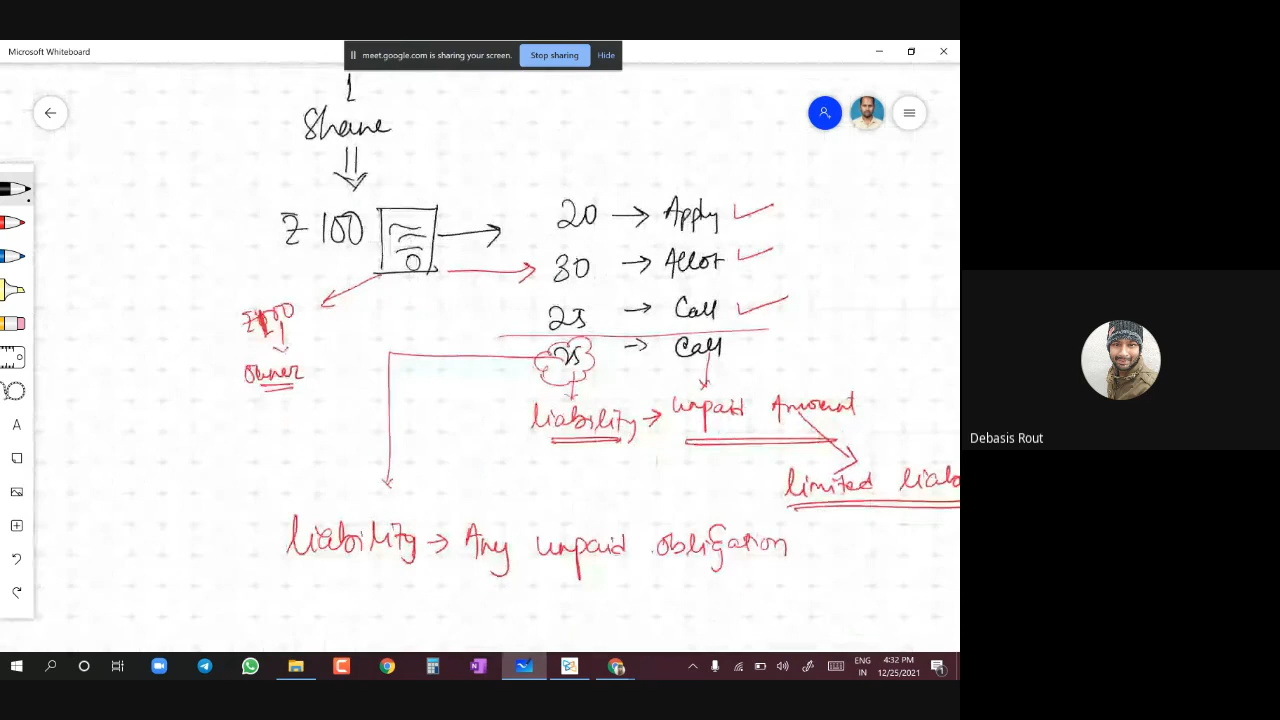 Microsoft Whiteboard
meet.google.com is sharing your screen.
Stop sharing
Hide
1
Share
₹ 100
20 → Apply
30 → Allot
25 → Call
25 → Call
owner
liability → unpaid Amount
limited liab
liability → Any unpaid obligation
Debasis Rout
A
ENG
IN
4:32 PM
12/25/2021
1